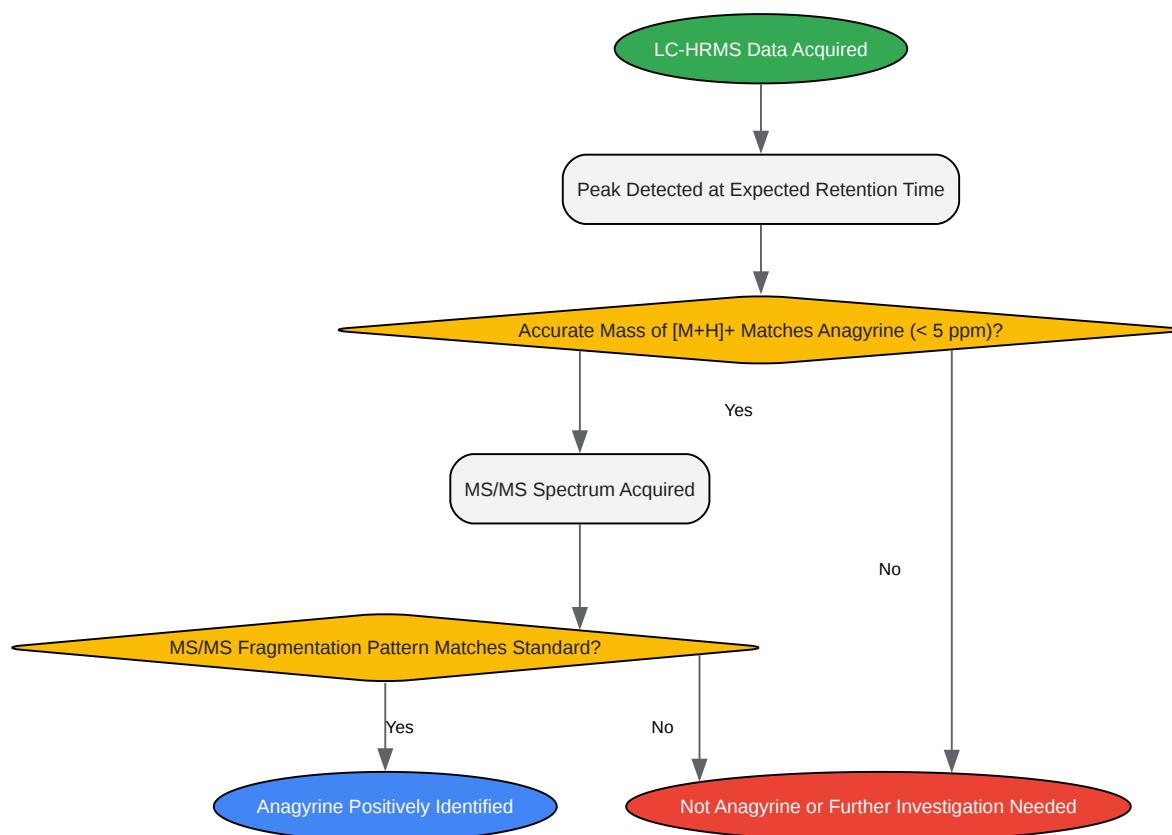 LC-HRMS Data Acquired
Peak Detected at Expected Retention Time
Accurate Mass of [M+H]+ Matches Anagyrine (< 5 ppm)?
Yes
MS/MS Spectrum Acquired
No
MS/MS Fragmentation Pattern Matches Standard?
Yes
No
Anagyrine Positively Identified
Not Anagyrine or Further Investigation Needed